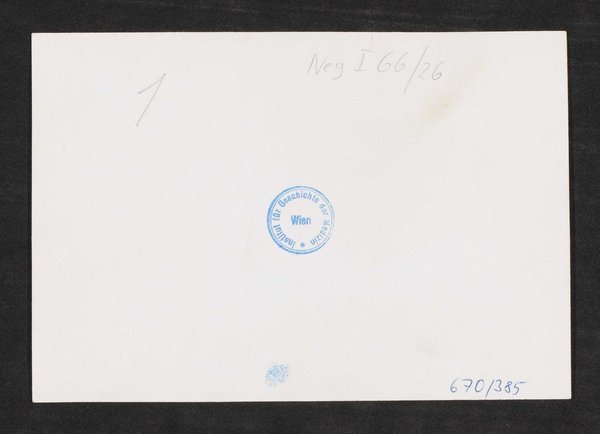 1
Neg I 66/26
Institut für Geschichte der Medizin *
Wien
670/385